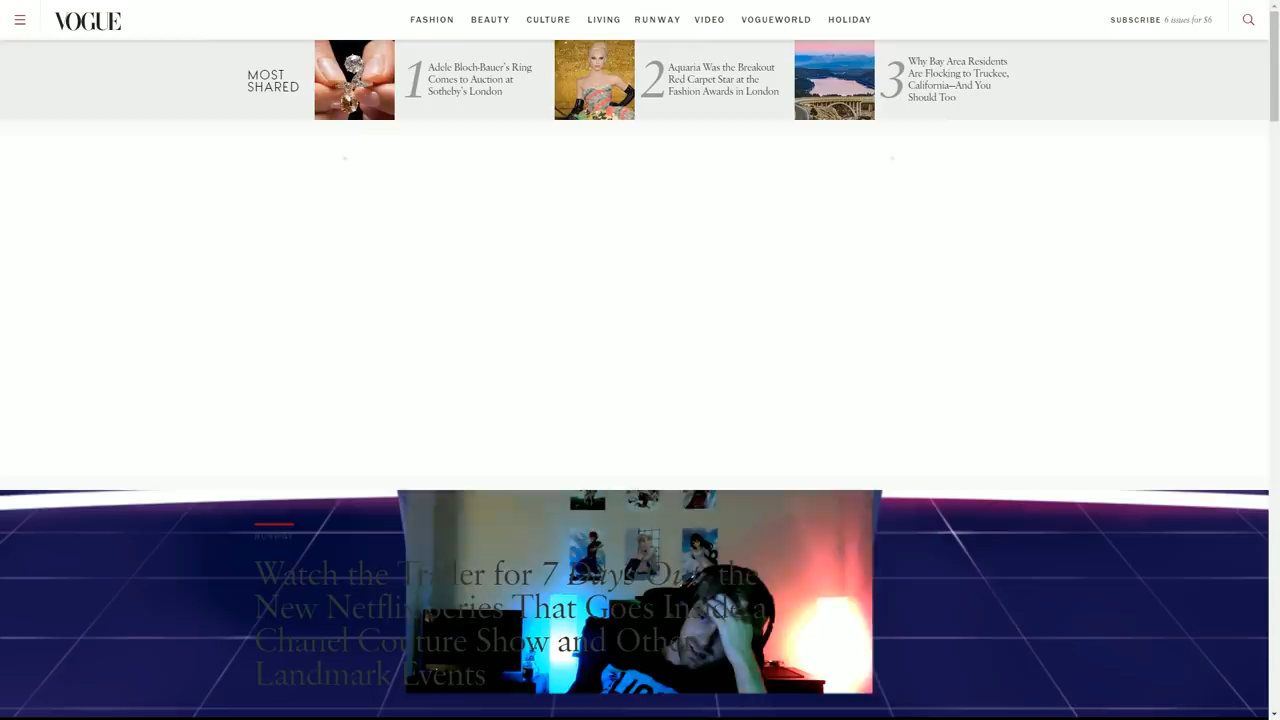 VOGUE
FASHION BEAUTY CULTURE LIVING RUNWAY VIDEO VOGUEWORLD HOLIDAY
SUBSCRIBE 6 issues for $6
MOST
SHARED
1
Adele Bloch-Bauer's Ring
Comes to Auction at
Sotheby's London
2
Aquaria Was the Breakout
Red Carpet Star at the
Fashion Awards in London
3
Why Bay Area Residents
Are Flocking to Truckee,
California—And You
Should Too
RUNWAY
Watch the Trailer for 7 Days Out, the
New Netflix Series That Goes Inside a
Chanel Couture Show and Other
Landmark Events